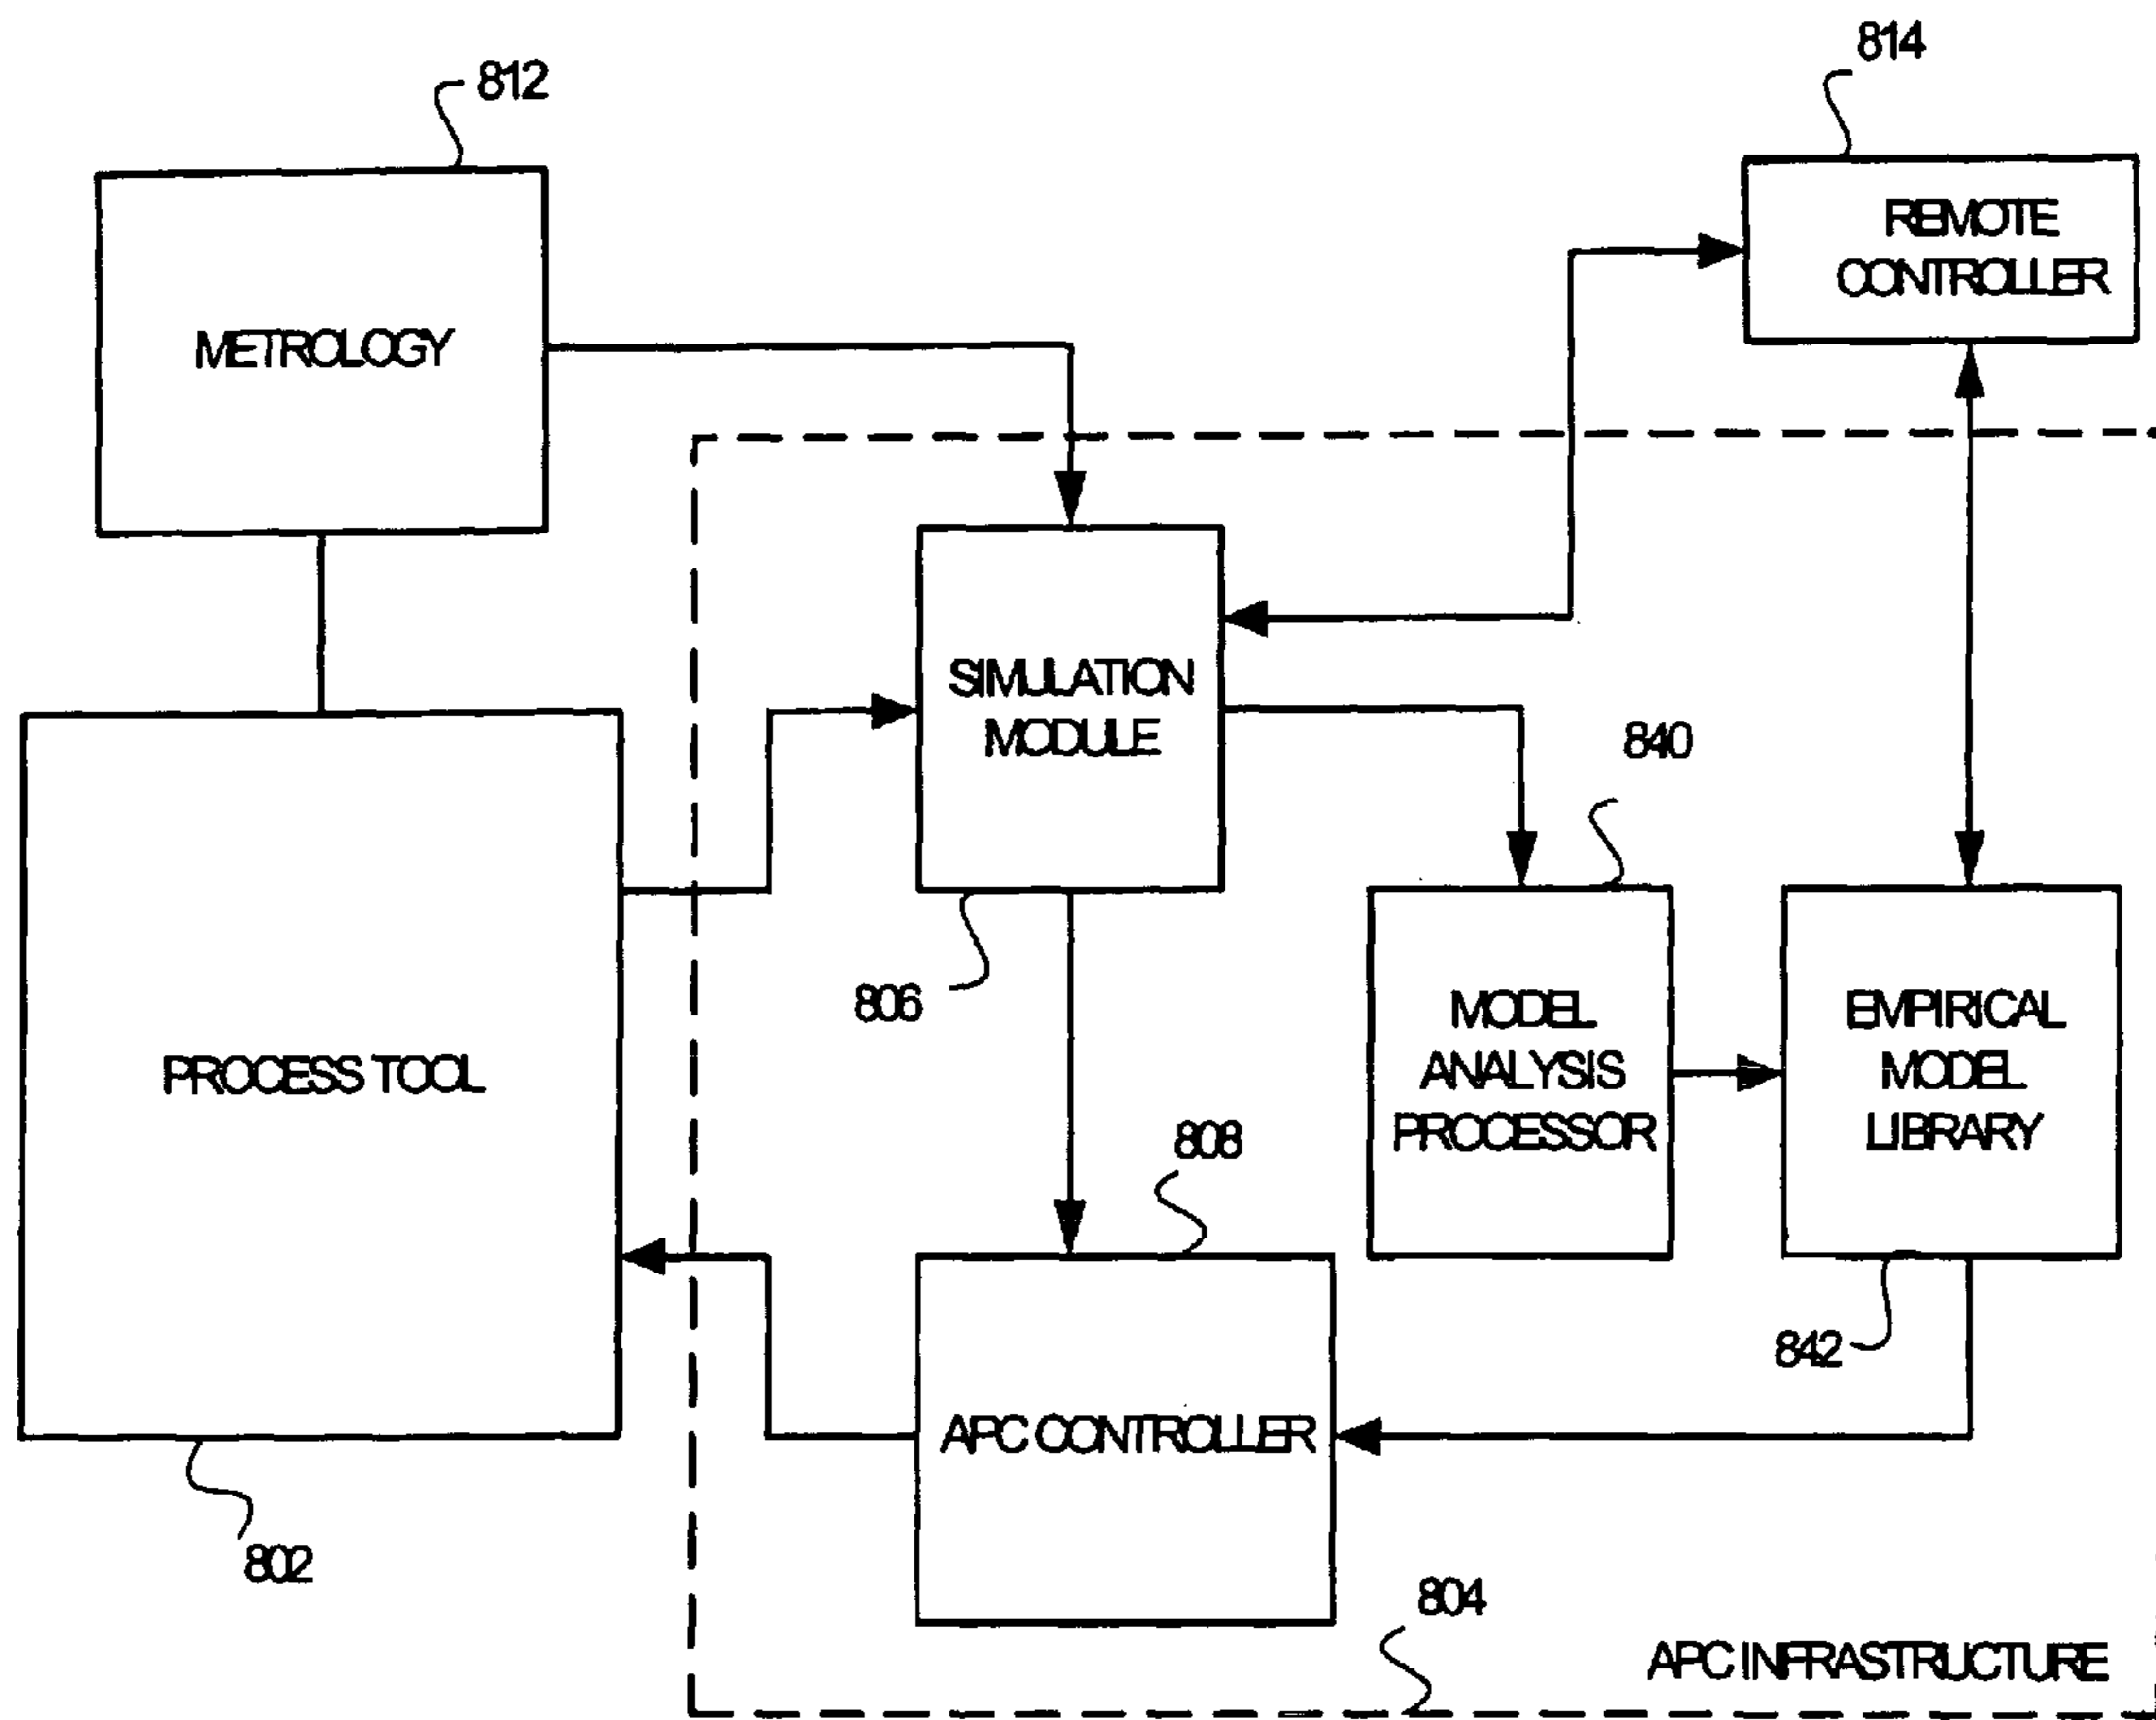 812
814
METROLOGY
REMOTE
CONTROLLER
SIMULATION
MODULE
840
806
PROCESS TOOL
MODEL
ANALYSIS
PROCESSOR
EMPIRICAL
MODEL
LIBRARY
808
842
APC CONTROLLER
802
804
APC INFRASTRUCTURE